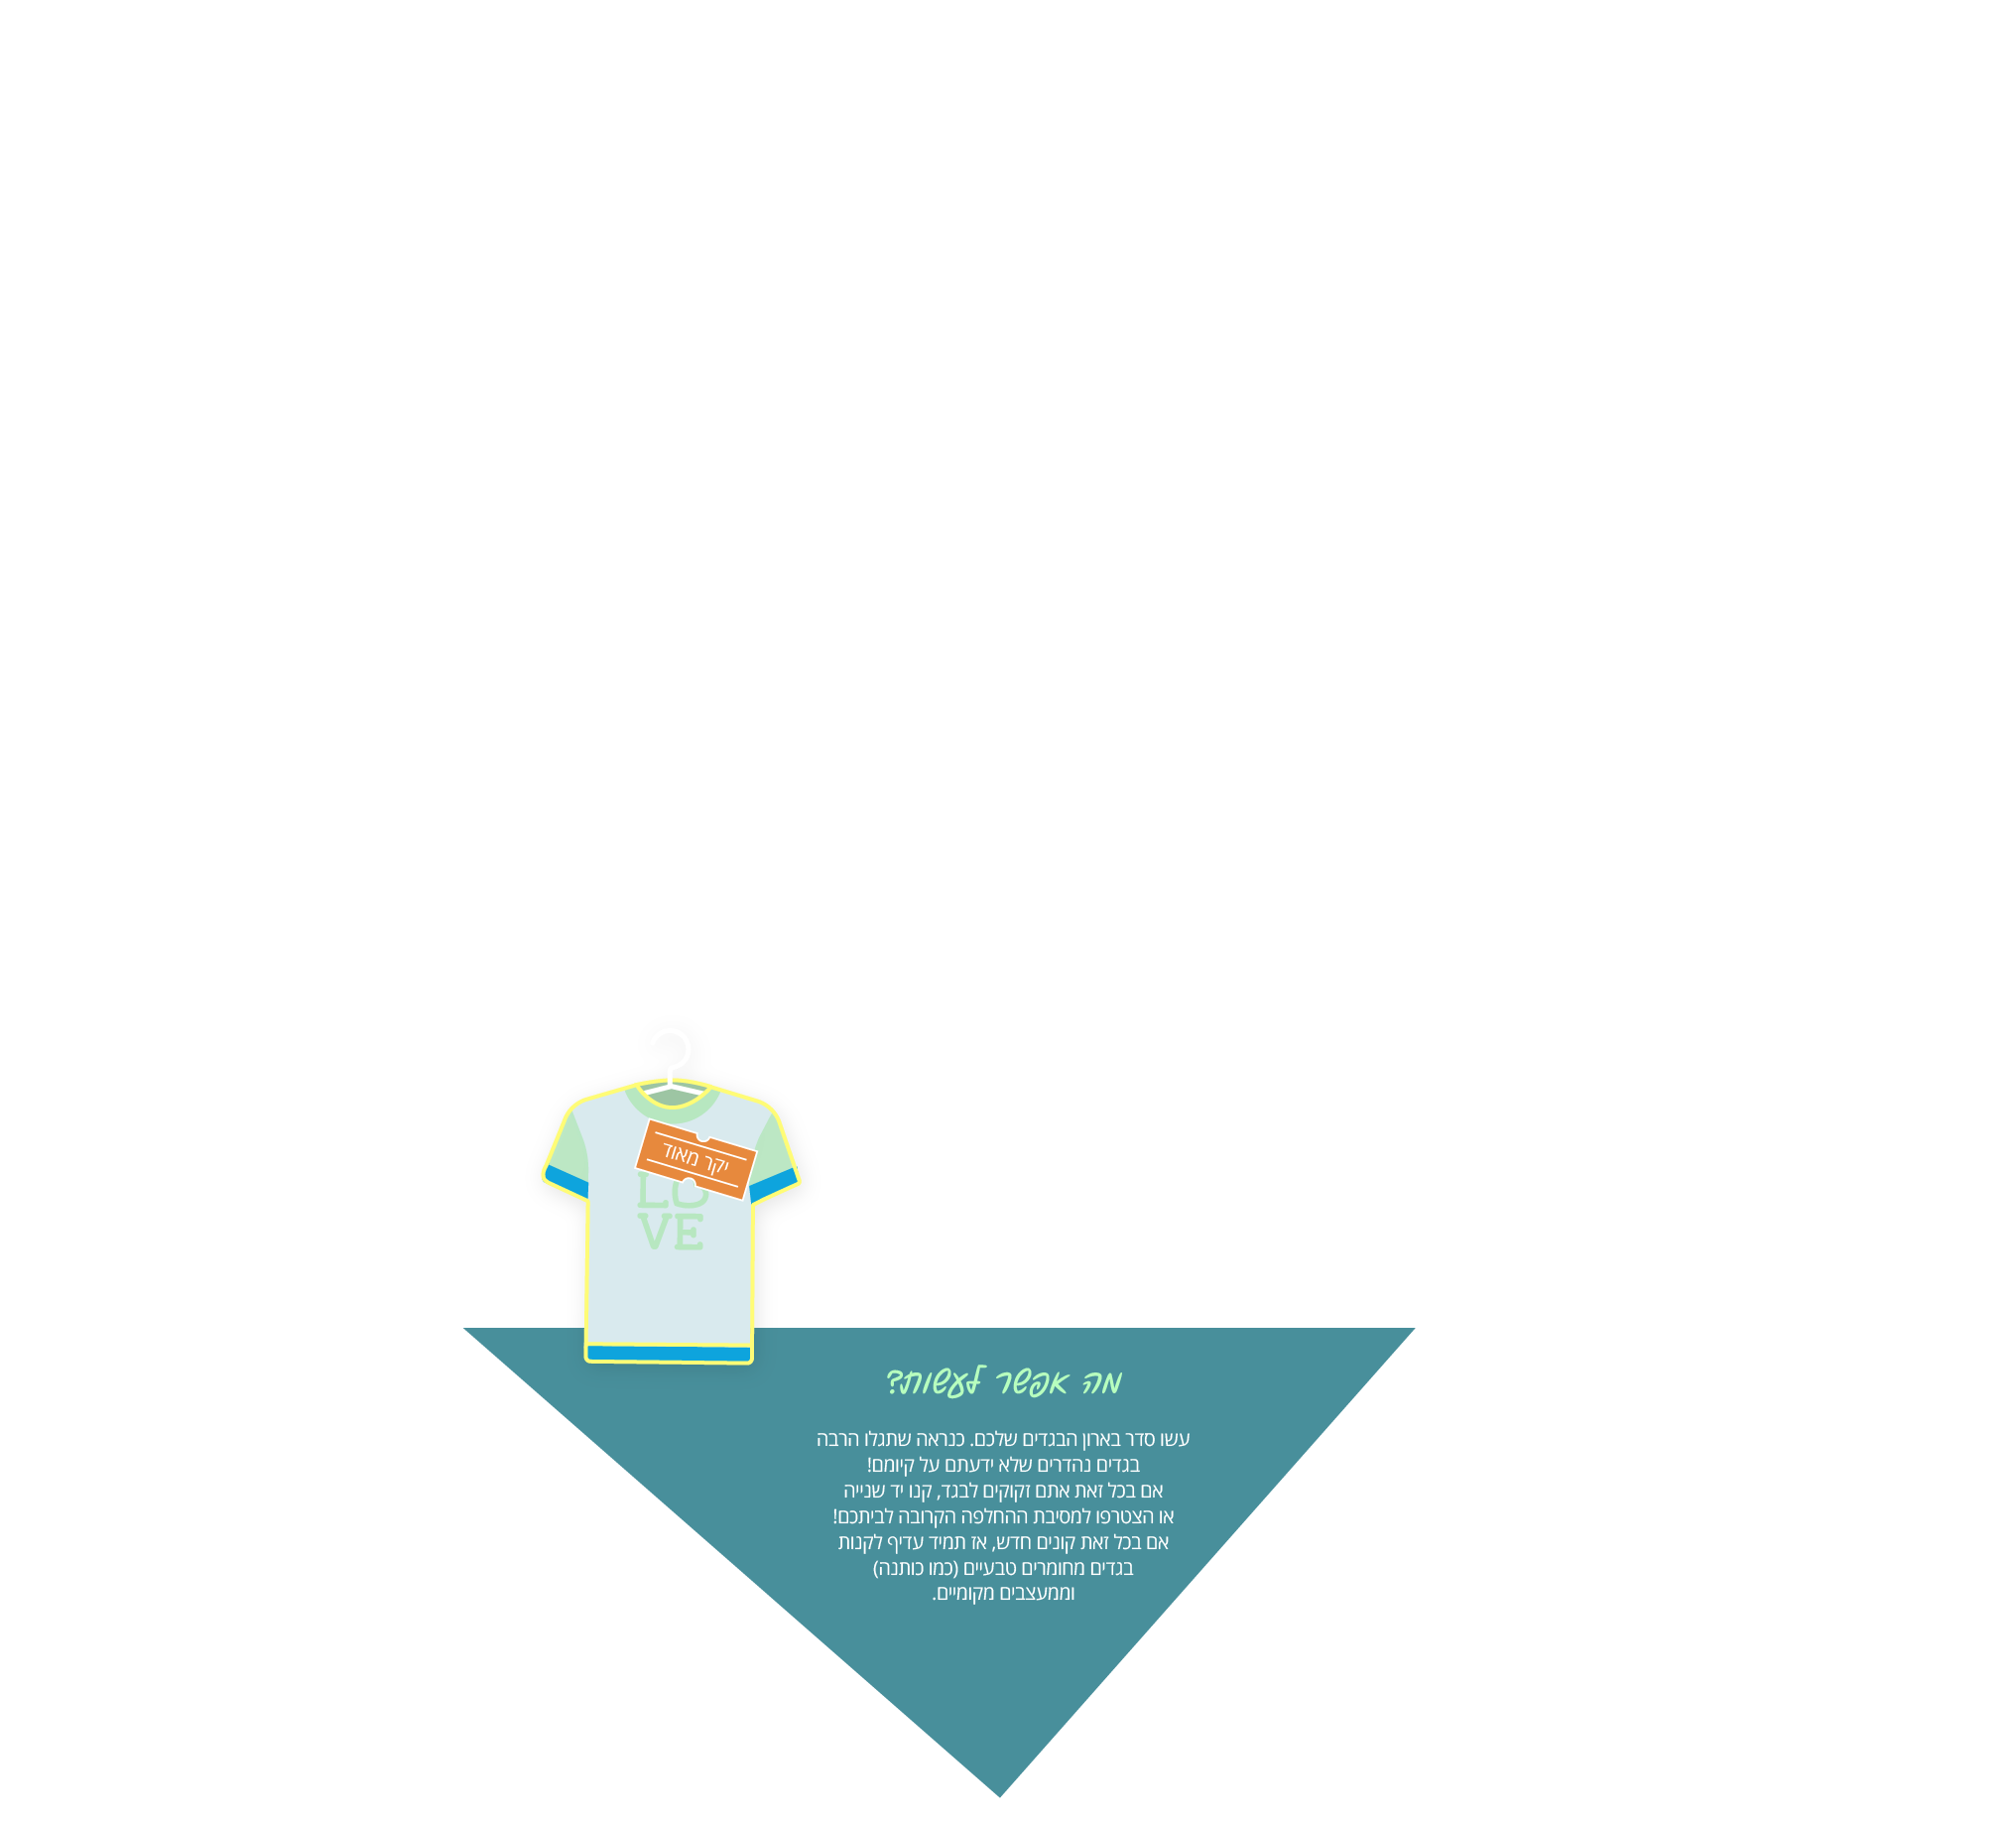 יקר מאוד
LO
VE
מה אפשר לעשות?
עשו סדר בארון הבגדים שלכם. כנראה שתגלו הרבה
בגדים נהדרים שלא ידעתם על קיומם!
אם בכל זאת אתם זקוקים לבגד, קנו יד שנייה
או הצטרפו למסיבת ההחלפה הקרובה לביתכם!
אם בכל זאת קונים חדש, אז תמיד עדיף לקנות
בגדים מחומרים טבעיים (כמו כותנה)
וממעצבים מקומיים.